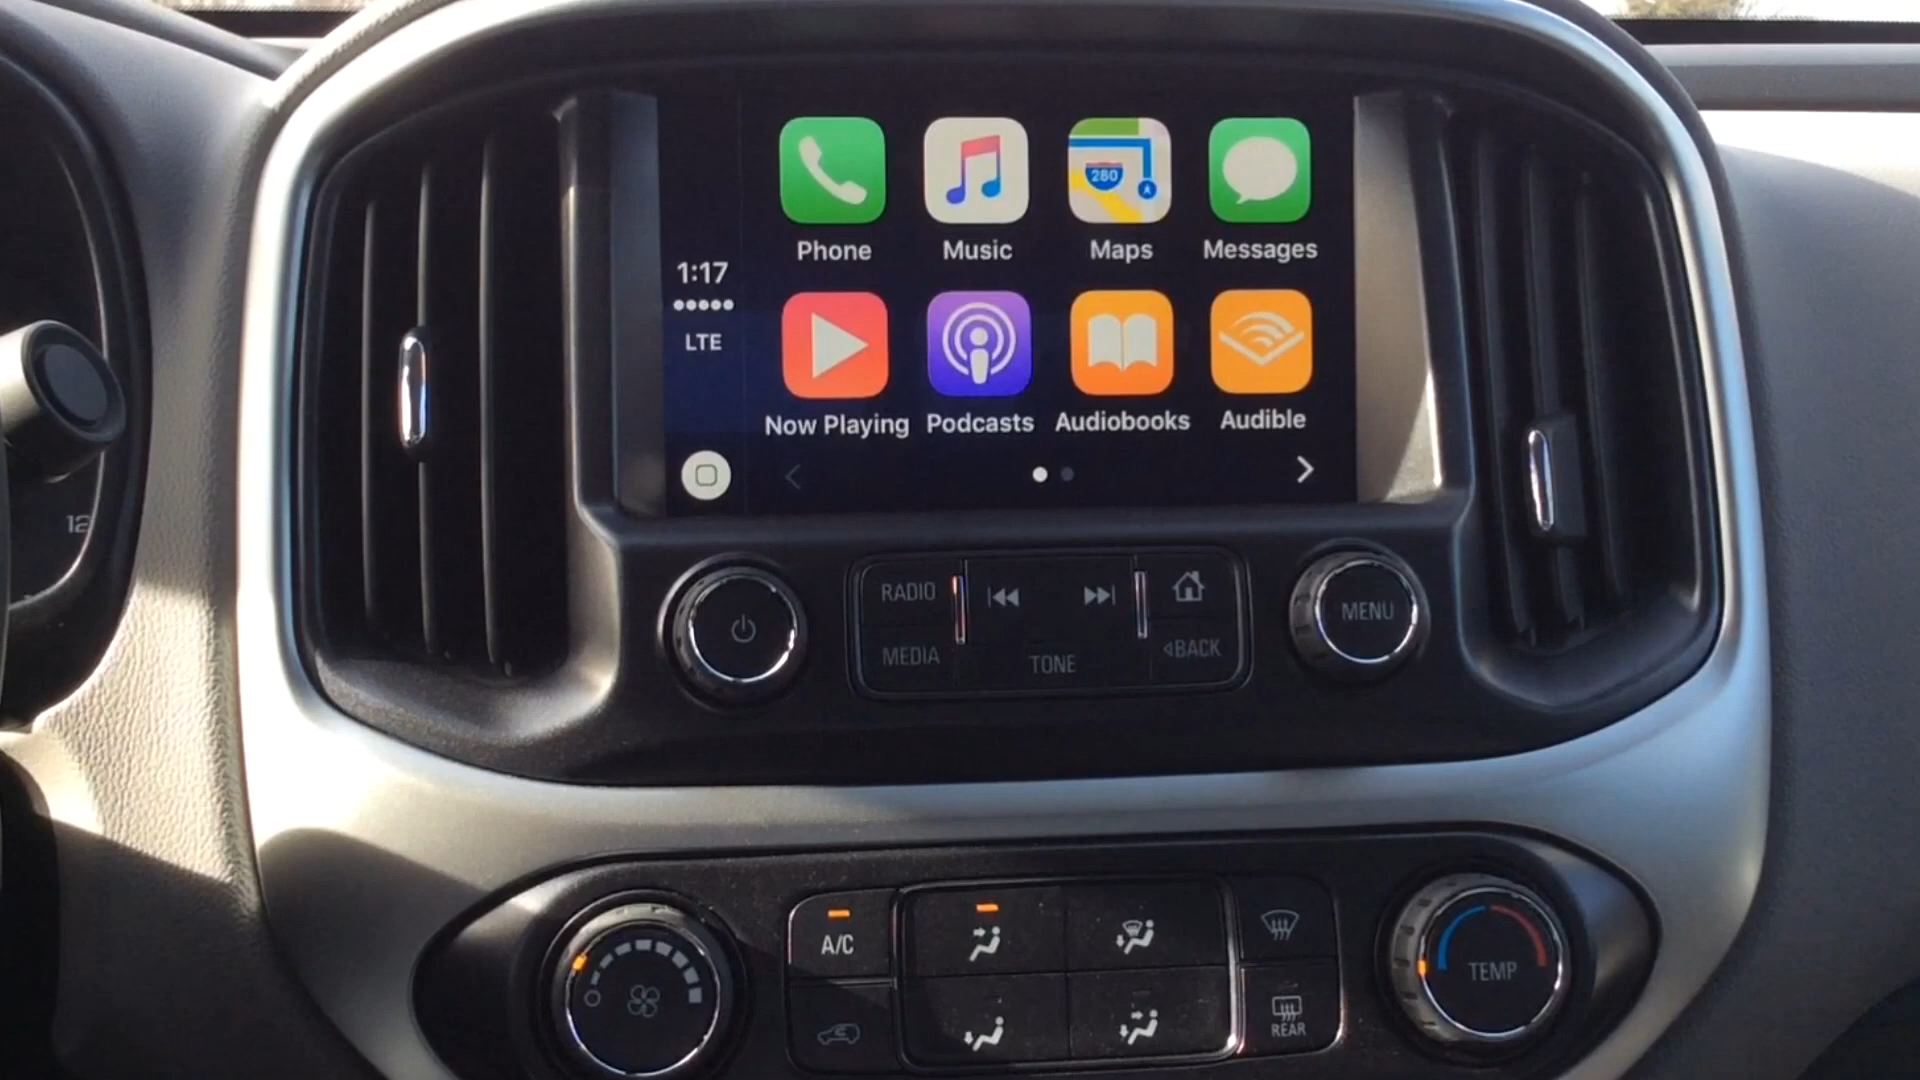 Phone Music Maps Messages
280
1:17
LTE
Now Playing Podcasts Audiobooks Audible
12
RADIO
MEDIA
TONE
BACK
MENU
A/C
REAR
TEMP